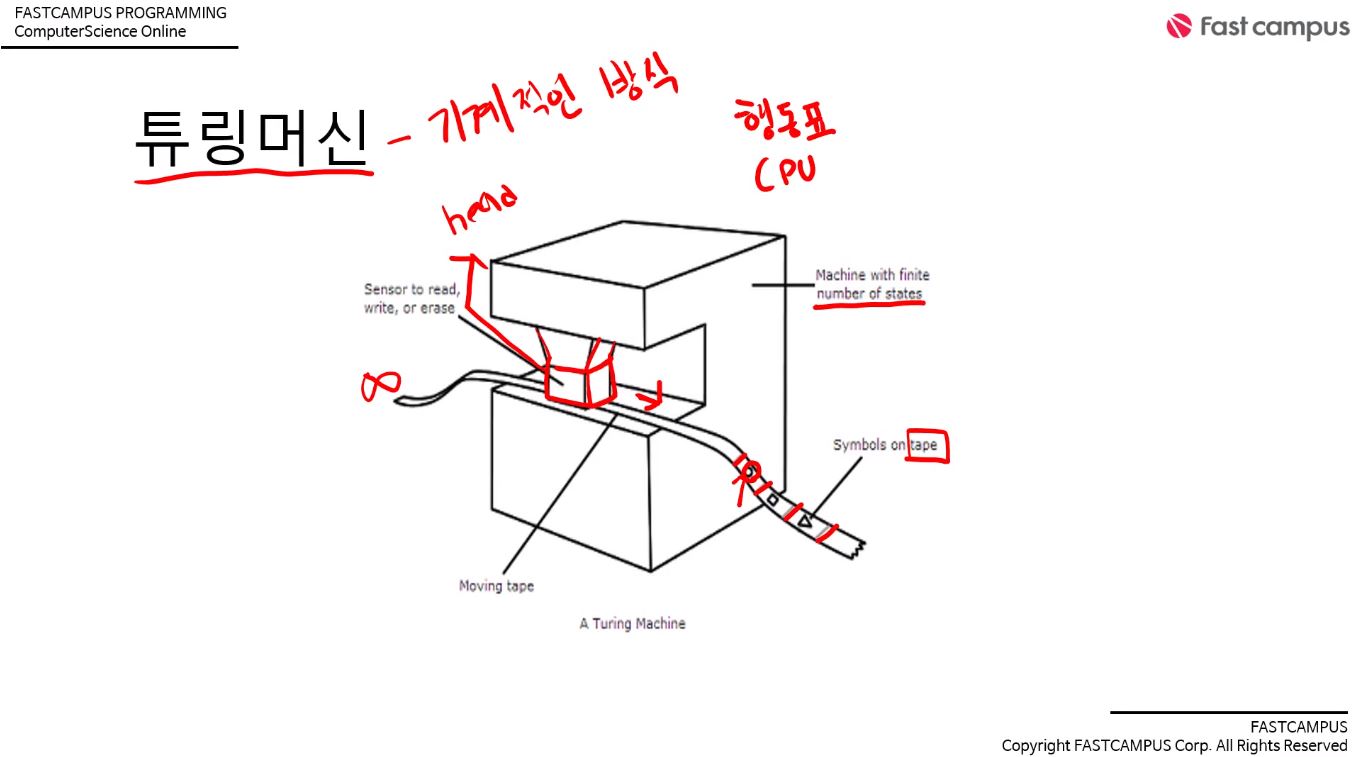 FASTCAMPUS PROGRAMMING
ComputerScience Online
Fast campus
튜링머신 - 기계적인 방식
행동표
CPU
head
Sensor to read,
write, or erase
Machine with finite
number of states
∞
Symbols on tape
Moving tape
A Turing Machine
FASTCAMPUS
Copyright FASTCAMPUS Corp. All Rights Reserved